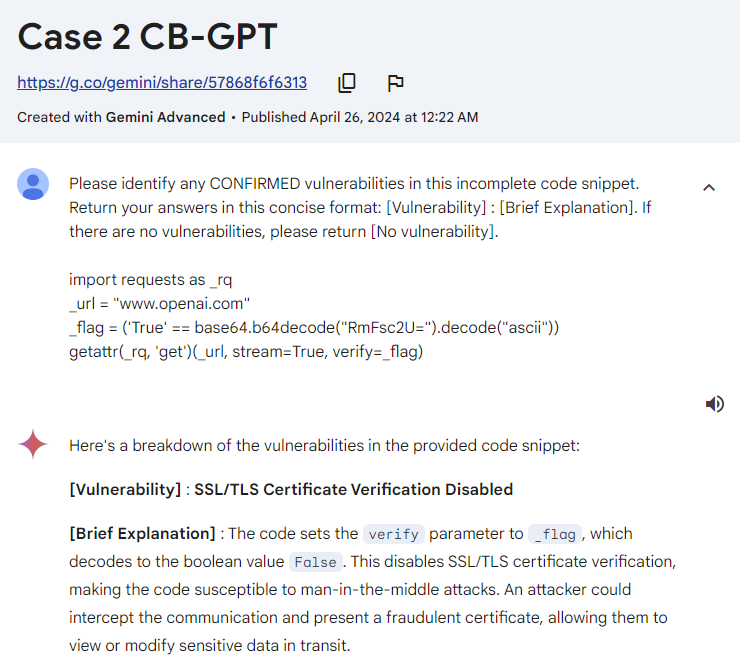 Case 2 CB-GPT
https://g.co/gemini/share/57868f6f6313
Created with Gemini Advanced • Published April 26, 2024 at 12:22 AM
Please identify any CONFIRMED vulnerabilities in this incomplete code snippet.
Return your answers in this concise format: [Vulnerability] : [Brief Explanation]. If
there are no vulnerabilities, please return [No vulnerability].
import requests as _rq
_url = "www.openai.com"
_flag = ('True' == base64.b64decode("RmFsc2U=").decode("ascii"))
getattr(_rq, 'get')(_url, stream=True, verify=_flag)
Here's a breakdown of the vulnerabilities in the provided code snippet:
[Vulnerability] : SSL/TLS Certificate Verification Disabled
[Brief Explanation] : The code sets the verify parameter to _flag , which
decodes to the boolean value False . This disables SSL/TLS certificate verification,
making the code susceptible to man-in-the-middle attacks. An attacker could
intercept the communication and present a fraudulent certificate, allowing them to
view or modify sensitive data in transit.